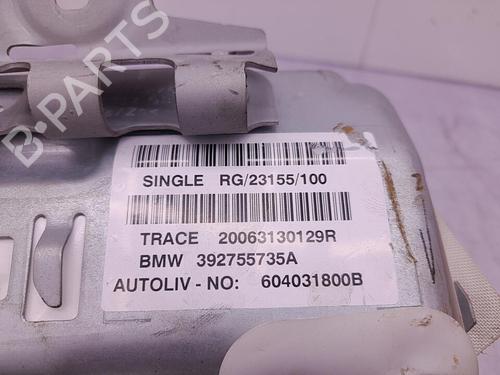 B-PARTS
SINGLE RG/23155/100
TRACE 20063130129R
BMW 392755735A
AUTOLIV - NO: 604031800B